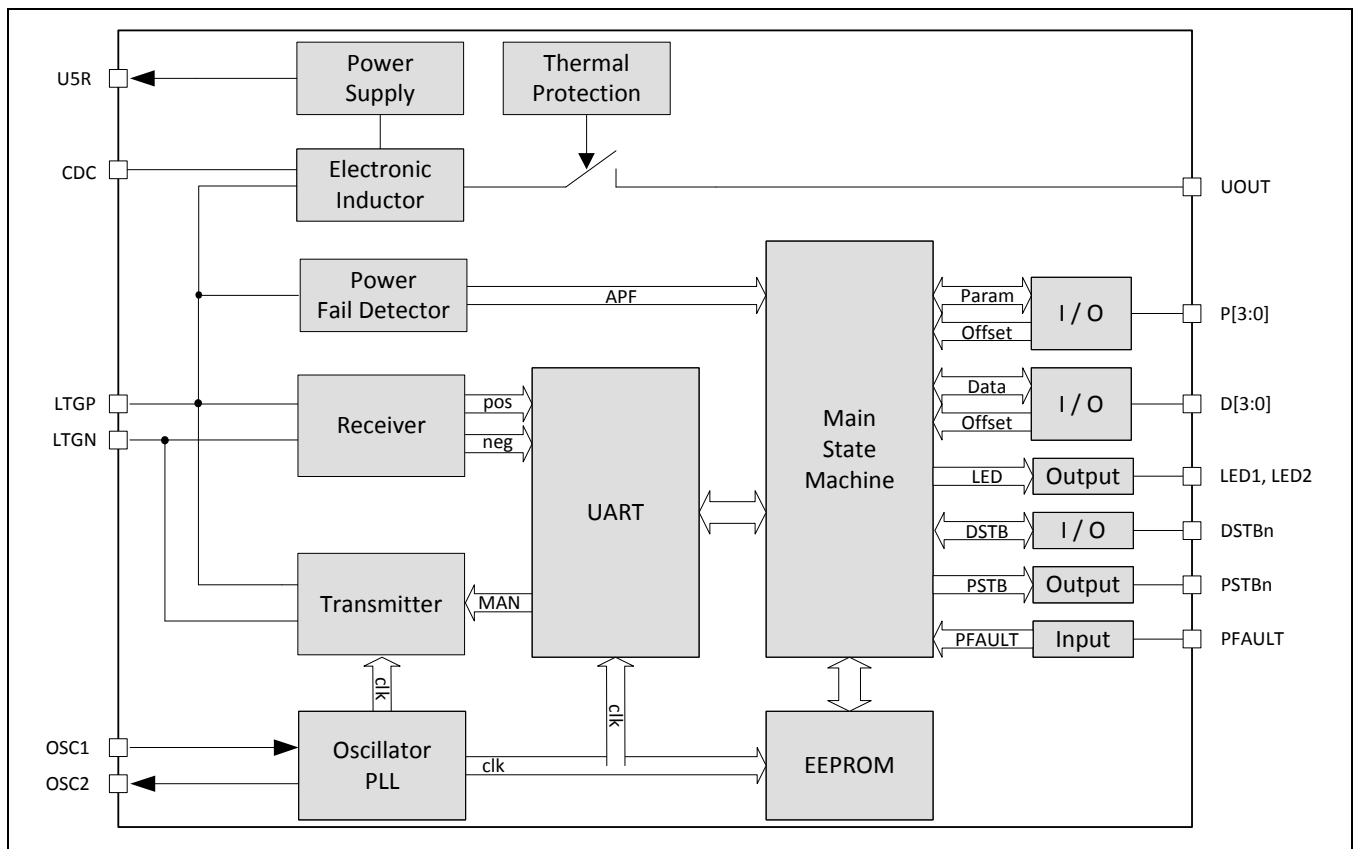 U5R
Power
Supply
Thermal
Protection
CDC
Electronic
Inductor
UOUT
Power
Fail Detector
APF
Param
Offset
I / O
P[3:0]
LTGP
LTGN
Receiver
pos
neg
UART
Main
State
Machine
Data
Offset
I / O
D[3:0]
LED
Output
LED1, LED2
DSTB
I / O
DSTBn
Transmitter
MAN
PSTB
Output
PSTBn
PFAULT
Input
PFAULT
clk
clk
OSC1
OSC2
Oscillator
PLL
clk
EEPROM